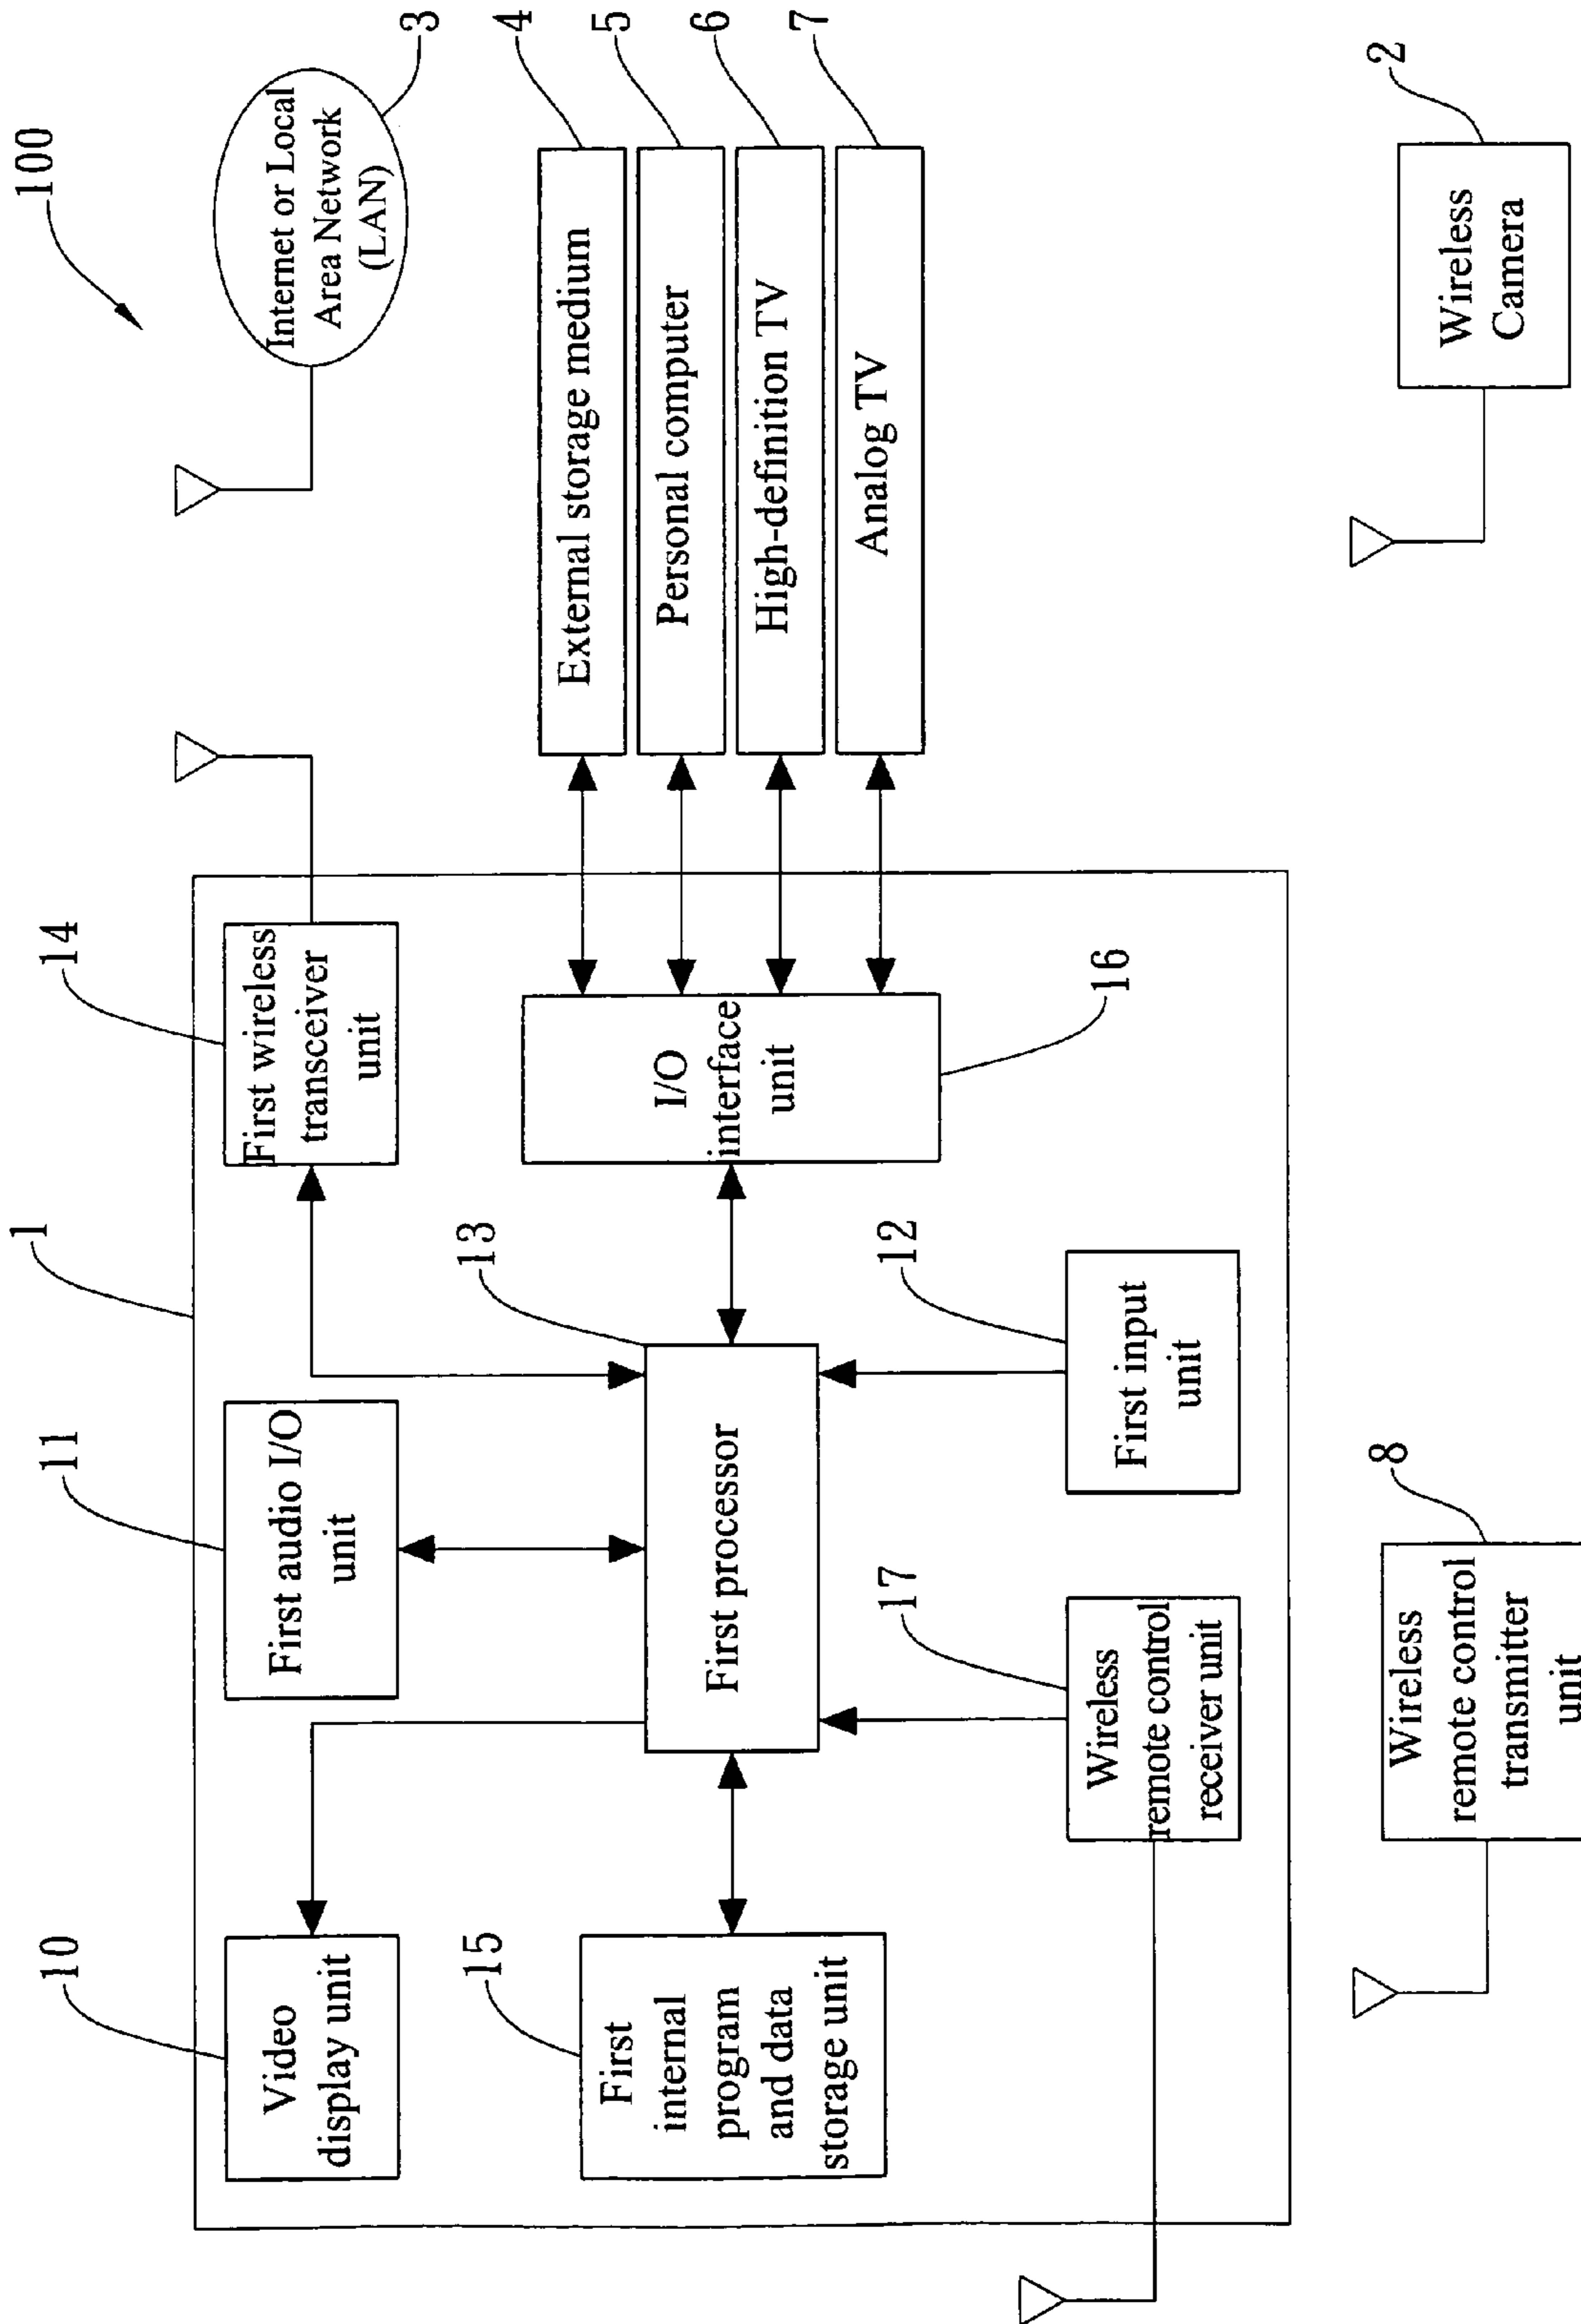 100
Internet or Local
Area Network
(LAN)
3
External storage medium
4
Personal computer
5
High-definition TV
6
Analog TV
7
Wireless
Camera
2
1
10
Video
display unit
11
First audio I/O
unit
14
First wireless
transceiver
unit
15
First
internal
program
and data
storage unit
13
First processor
I/O
interface
unit
16
17
Wireless
remote control
receiver unit
12
First input
unit
8
Wireless
remote control
transmitter
unit